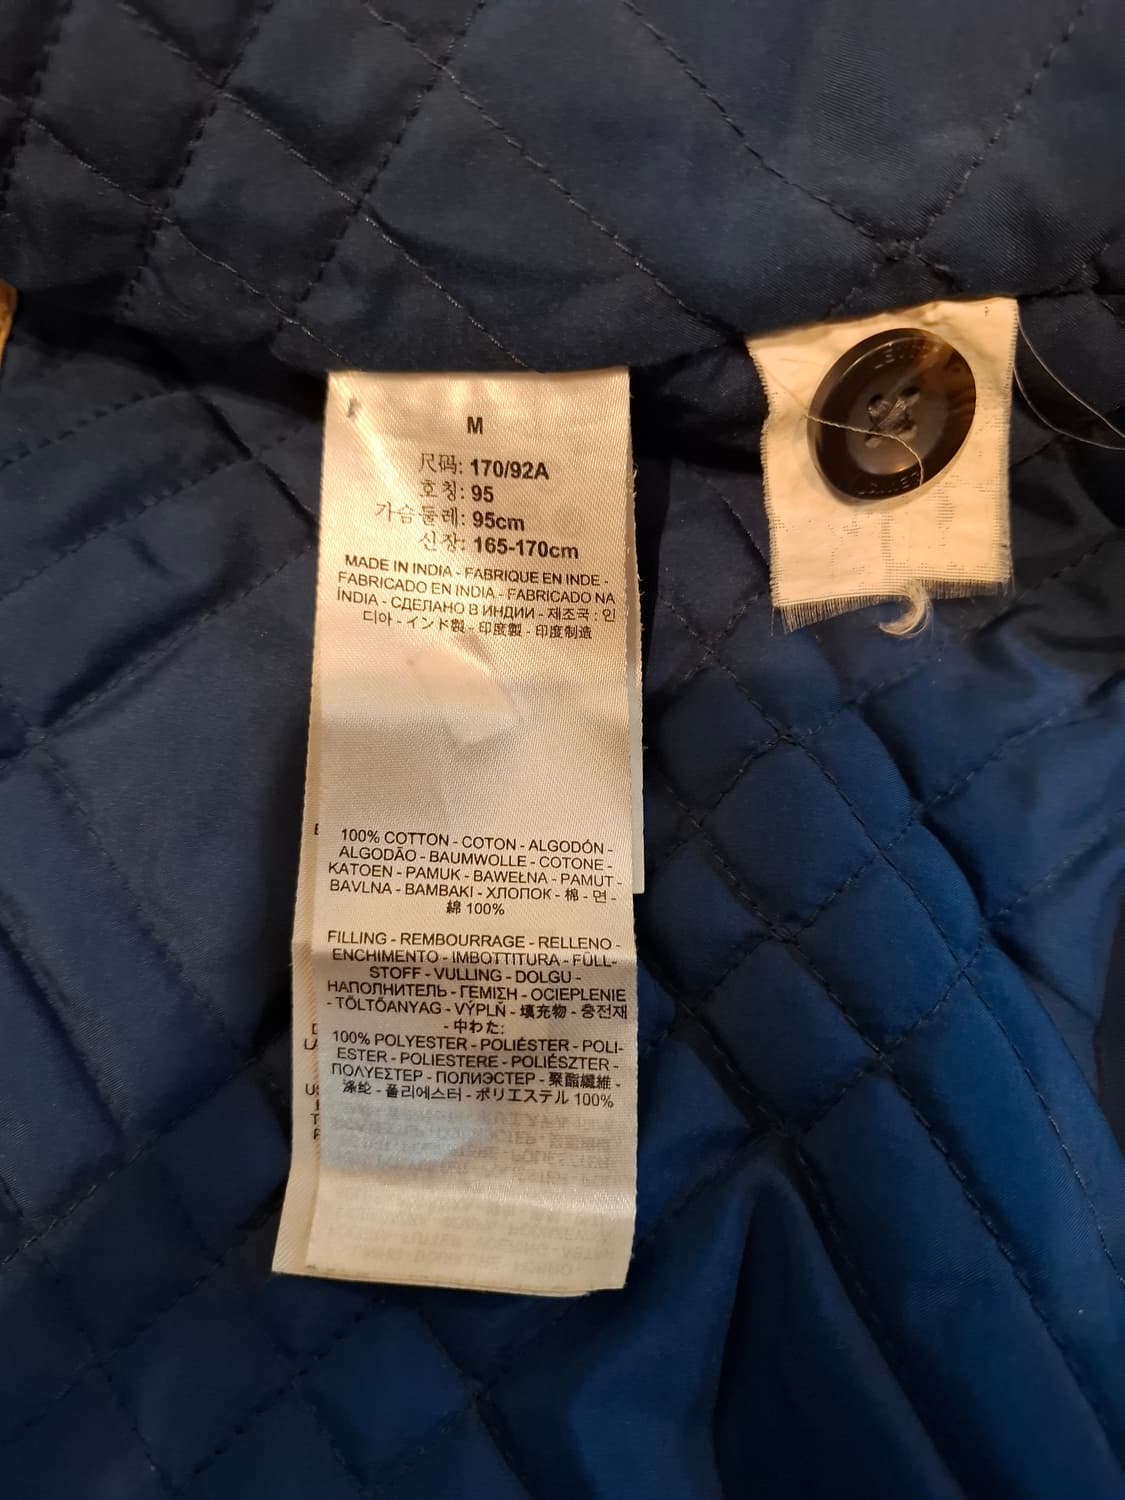 M
尺码: 170/92A
호칭: 95
가슴둘레: 95cm
신장: 165-170cm
MADE IN INDIA - FABRIQUE EN INDE -
FABRICADO EN INDIA - FABRICADO NA
ÍNDIA - СДЕЛАНО В ИНДИИ - 제조국 : 인
디아 - インド製 - 印度製 - 印度制造
100% COTTON - COTON - ALGODÓN -
ALGODÃO - BAUMWOLLE - COTONE -
KATOEN - PAMUK - BAWEŁNA - PAMUT -
BAVLNA - BAMBAKI - ХЛОПОК - 棉 - 면 -
綿 100%
FILLING - REMBOURRAGE - RELLENO -
ENCHIMENTO - IMBOTTITURA - FÜLL-
STOFF - VULLING - DOLGU -
НАПОЛНИТЕЛЬ - ΓΕΜΙΣΗ - OCIEPLENIE
- TÖLTŐANYAG - VÝPLŇ - 填充物 - 충전재
- 中わた:
100% POLYESTER - POLIÉSTER - POLI-
ESTER - POLIESTERE - POLIÉSZTER -
ΠΟΛΥΕΣΤΕΡ - ПОЛИЭСТЕР - 聚酯纖維 -
涤纶 - 폴리에스터 - ポリエステル 100%